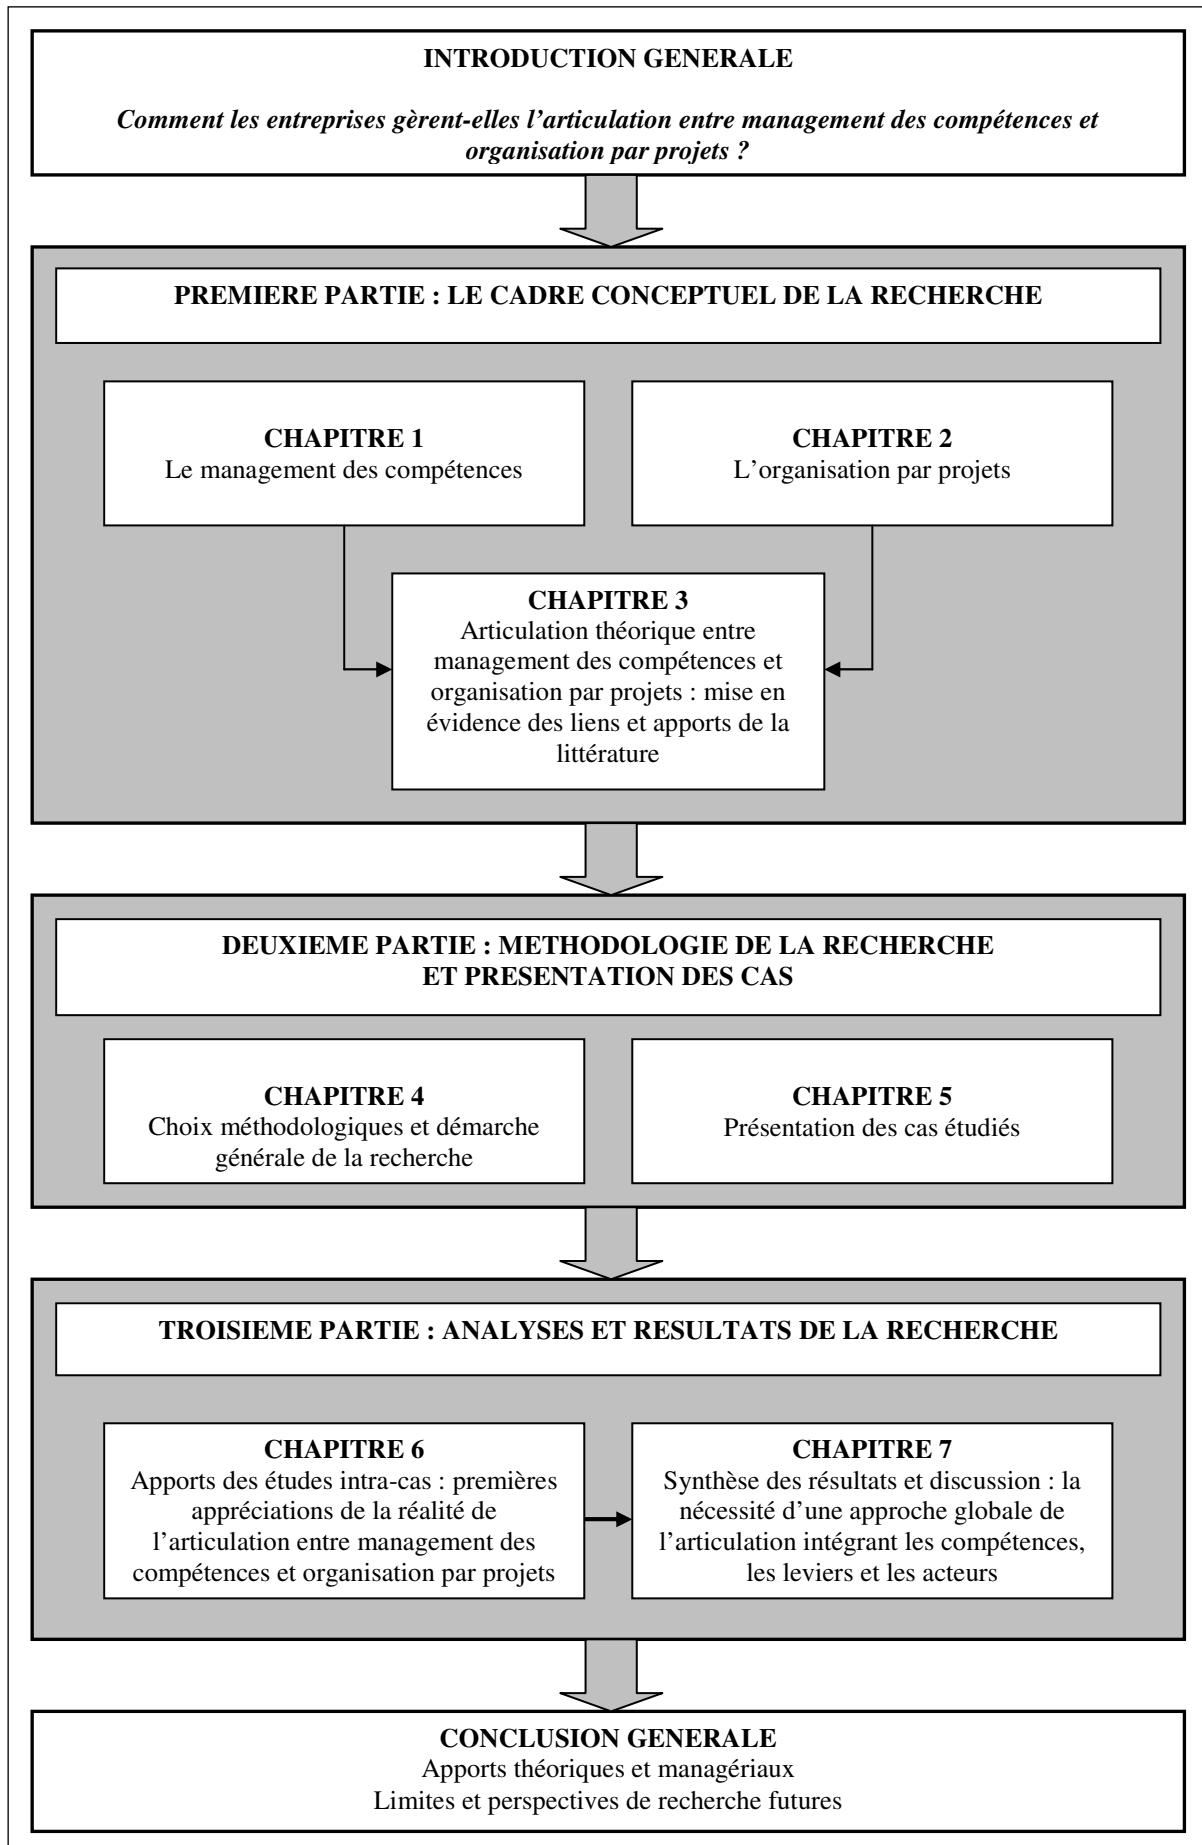 INTRODUCTION GENERALE
Comment les entreprises gèrent-elles l'articulation entre management des compétences et
organisation par projets ?
PREMIERE PARTIE : LE CADRE CONCEPTUEL DE LA RECHERCHE
CHAPITRE 1
Le management des compétences
CHAPITRE 2
L'organisation par projets
CHAPITRE 3
Articulation théorique entre
management des compétences et
organisation par projets : mise en
évidence des liens et apports de la
littérature
DEUXIEME PARTIE : METHODOLOGIE DE LA RECHERCHE
ET PRESENTATION DES CAS
CHAPITRE 4
Choix méthodologiques et démarche
générale de la recherche
CHAPITRE 5
Présentation des cas étudiés
TROISIEME PARTIE : ANALYSES ET RESULTATS DE LA RECHERCHE
CHAPITRE 6
Apports des études intra-cas : premières
appréciations de la réalité de
l'articulation entre management des
compétences et organisation par projets
CHAPITRE 7
Synthèse des résultats et discussion : la
nécessité d'une approche globale de
l'articulation intégrant les compétences,
les leviers et les acteurs
CONCLUSION GENERALE
Apports théoriques et managériaux
Limites et perspectives de recherche futures